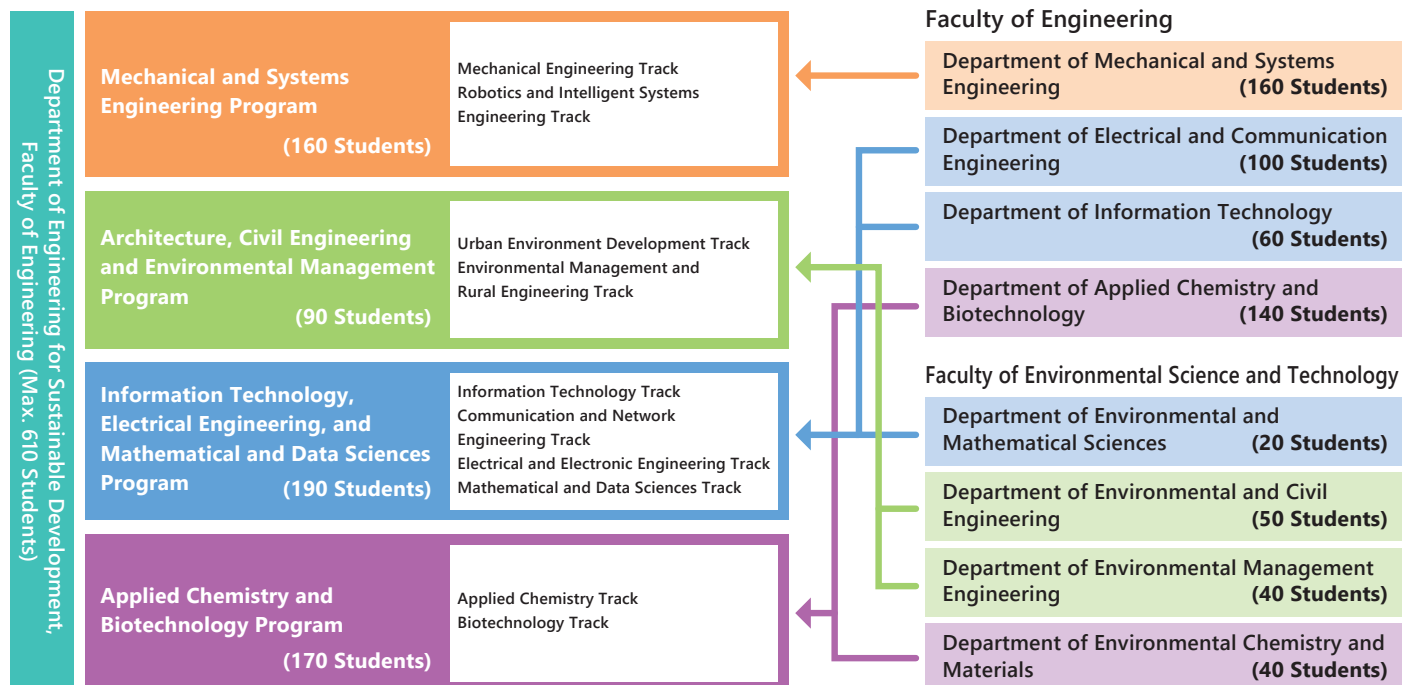 Department of Engineering for Sustainable Development,
Faculty of Engineering (Max. 610 Students)
Mechanical and Systems
Engineering Program
(160 Students)
Mechanical Engineering Track
Robotics and Intelligent Systems
Engineering Track
Architecture, Civil Engineering
and Environmental Management
Program
(90 Students)
Urban Environment Development Track
Environmental Management and
Rural Engineering Track
Information Technology,
Electrical Engineering, and
Mathematical and Data Sciences
Program (190 Students)
Information Technology Track
Communication and Network
Engineering Track
Electrical and Electronic Engineering Track
Mathematical and Data Sciences Track
Applied Chemistry and
Biotechnology Program
(170 Students)
Applied Chemistry Track
Biotechnology Track
Faculty of Engineering
Department of Mechanical and Systems
Engineering (160 Students)
Department of Electrical and Communication
Engineering (100 Students)
Department of Information Technology
(60 Students)
Department of Applied Chemistry and
Biotechnology (140 Students)
Faculty of Environmental Science and Technology
Department of Environmental and
Mathematical Sciences (20 Students)
Department of Environmental and Civil
Engineering (50 Students)
Department of Environmental Management
Engineering (40 Students)
Department of Environmental Chemistry and
Materials (40 Students)